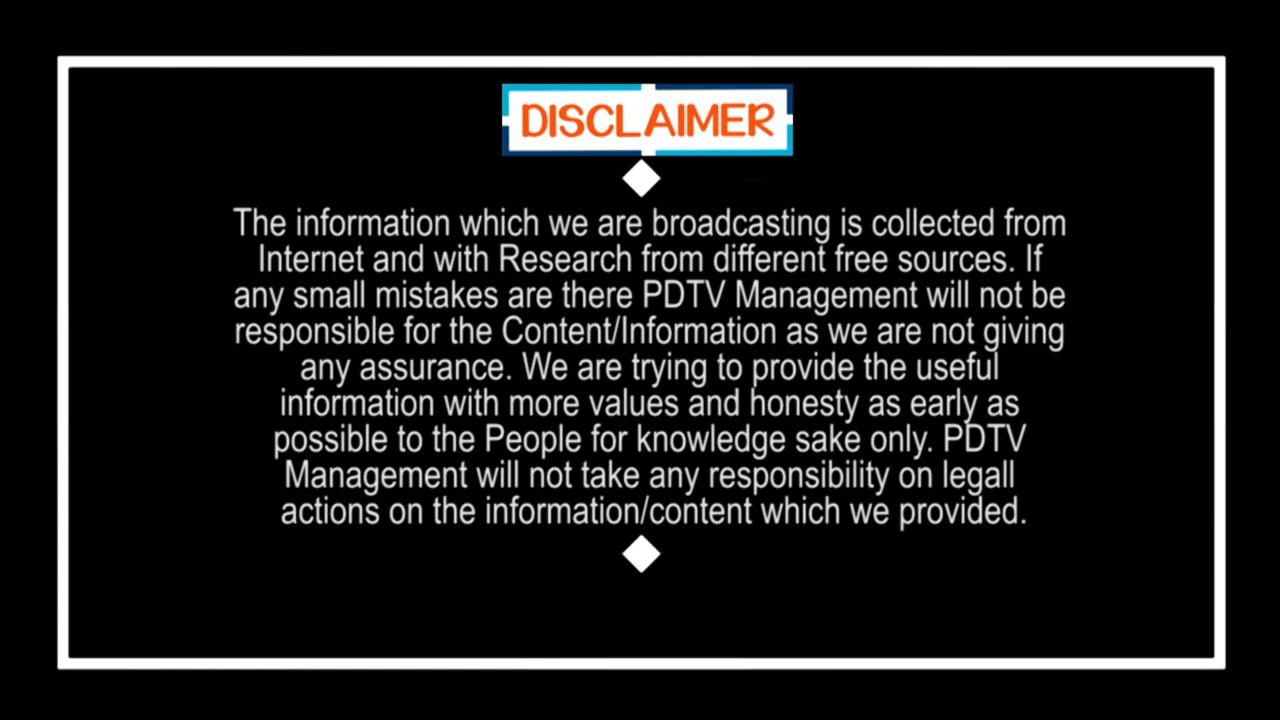 DISCLAIMER
The information which we are broadcasting is collected from
Internet and with Research from different free sources. If
any small mistakes are there PDTV Management will not be
responsible for the Content/Information as we are not giving
any assurance. We are trying to provide the useful
information with more values and honesty as early as
possible to the People for knowledge sake only. PDTV
Management will not take any responsibility on legall
actions on the information/content which we provided.